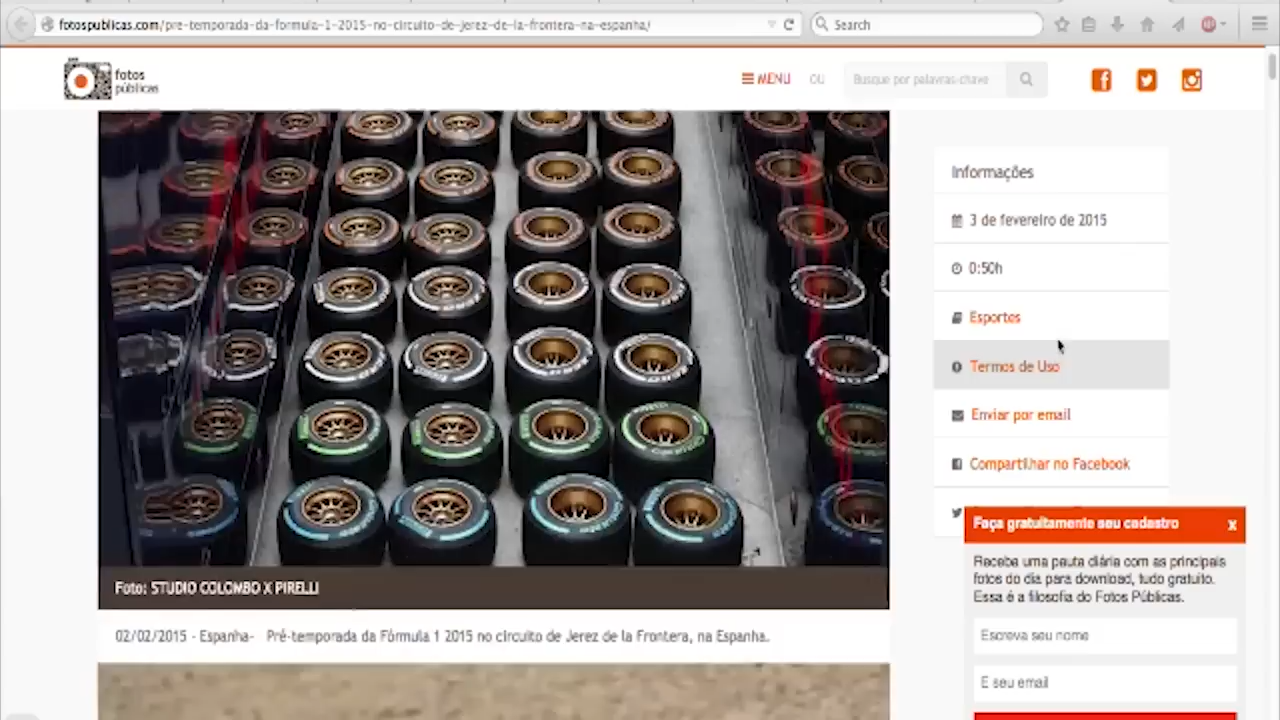 fotospublicas.com/pre-temporada-da-formula-1-2015-no-circuito-de-jerez-de-la-frontera-na-espanha/
Search
fotos
públicas
MENU
OU
Busque por palavras-chave
Informações
3 de fevereiro de 2015
0:50h
Esportes
Termos de Uso
Enviar por email
Compartilhar no Facebook
Foto: STUDIO COLOMBO X PIRELLI
02/02/2015 - Espanha- Pré-temporada da Fórmula 1 2015 no circuito de Jerez de la Frontera, na Espanha.
Faça gratuitamente seu cadastro
x
Receba uma pauta diária com as principais
fotos do dia para download, tudo gratuito.
Essa é a filosofia do Fotos Públicas.
Escreva seu nome
E seu email